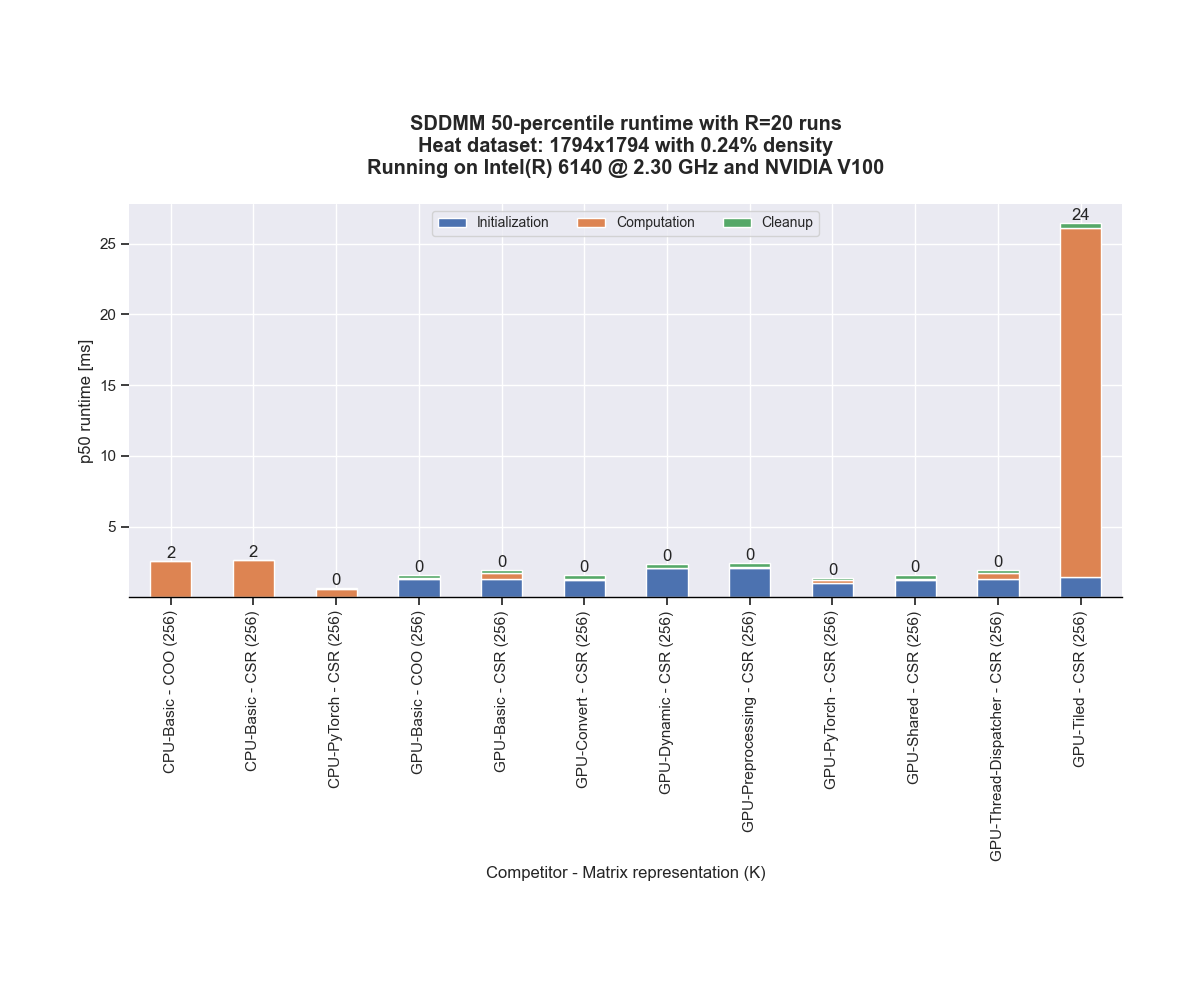 SDDMM 50-percentile runtime with R=20 runs
Heat dataset: 1794x1794 with 0.24% density
Running on Intel(R) 6140 @ 2.30 GHz and NVIDIA V100
Initialization
Computation
Cleanup
p50 runtime [ms]
25
20
15
10
5
2
2
0
0
0
0
0
0
0
0
0
24
CPU-Basic - COO (256)
CPU-Basic - CSR (256)
CPU-PyTorch - CSR (256)
GPU-Basic - COO (256)
GPU-Basic - CSR (256)
GPU-Convert - CSR (256)
GPU-Dynamic - CSR (256)
GPU-Preprocessing - CSR (256)
GPU-PyTorch - CSR (256)
GPU-Shared - CSR (256)
GPU-Thread-Dispatcher - CSR (256)
GPU-Tiled - CSR (256)
Competitor - Matrix representation (K)